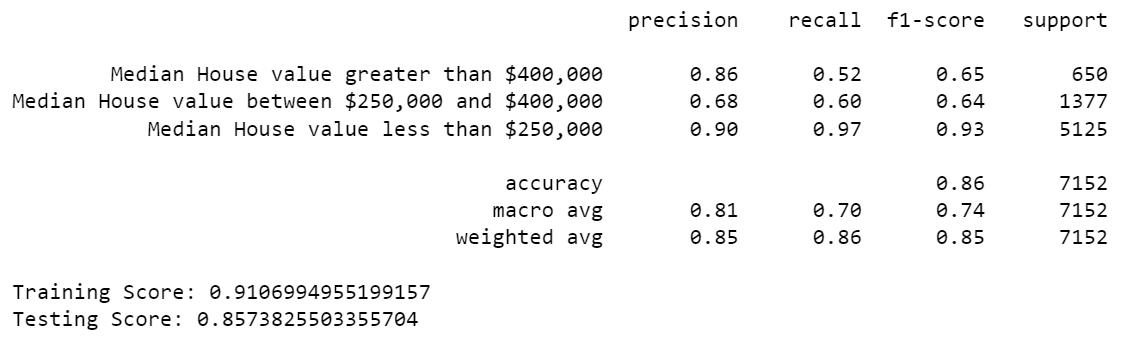 precision recall f1-score support
Median House value greater than $400,000 0.86 0.52 0.65 650
Median House value between $250,000 and $400,000 0.68 0.60 0.64 1377
Median House value less than $250,000 0.90 0.97 0.93 5125
accuracy 0.86 7152
macro avg 0.81 0.70 0.74 7152
weighted avg 0.85 0.86 0.85 7152
Training Score: 0.9106994955199157
Testing Score: 0.8573825503355704